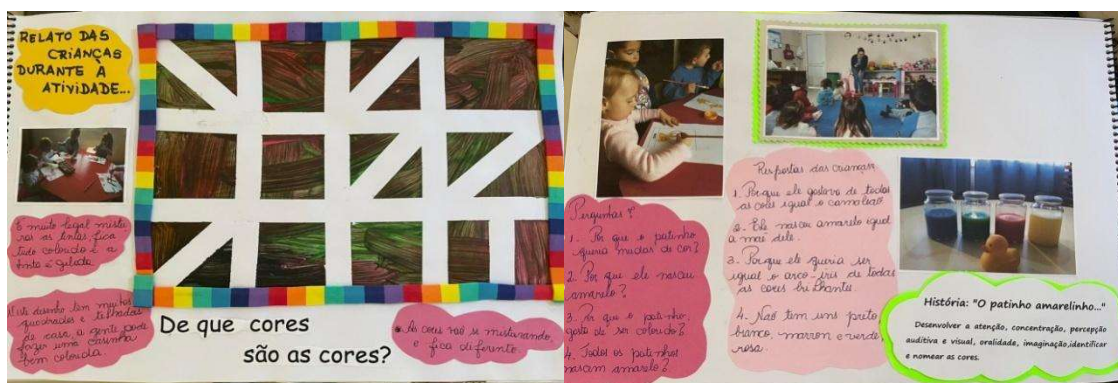 RELATO DAS
CRIANÇAS
DURANTE A
ATIVIDADE...
É muito legal mistu
rar as tintas, fica
tudo colorido e a
tinta é gelada.
Este desenho tem muitos
quadrados e telhados
de casa, a gente pode
fazer uma casinha
bem colorida.
De que cores
são as cores?
As cores vão se misturando,
e fica diferente.
Perguntas?
1. Por que o patinho
queria mudar de cor?
2. Por que ele nasceu
amarelo?
3. Por que o patinho
gosta de ser colorido?
4. Todos os patinhos
nascem amarelo?
Respostas das crianças
1. Porque ele gostava de todas
as cores igual o camaleão
2. Ele nasceu amarelo igual
a mãe dele.
3. Porque ele queria ser
igual o arco-íris de todas
as cores brilhantes.
4. Não tem uns preto,
branco, marrom e verde
rosa.
História: "O patinho amarelinho..."
Desenvolver a atenção, concentração, percepção
auditiva e visual, oralidade, imaginação,identificar
e nomear as cores.